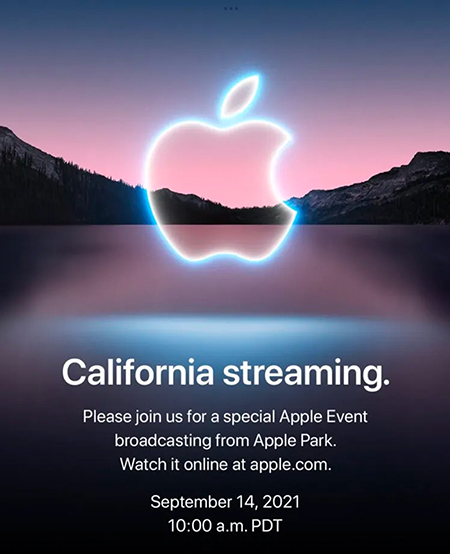 California streaming.
Please join us for a special Apple Event
broadcasting from Apple Park.
Watch it online at apple.com.
September 14, 2021
10:00 a.m. PDT